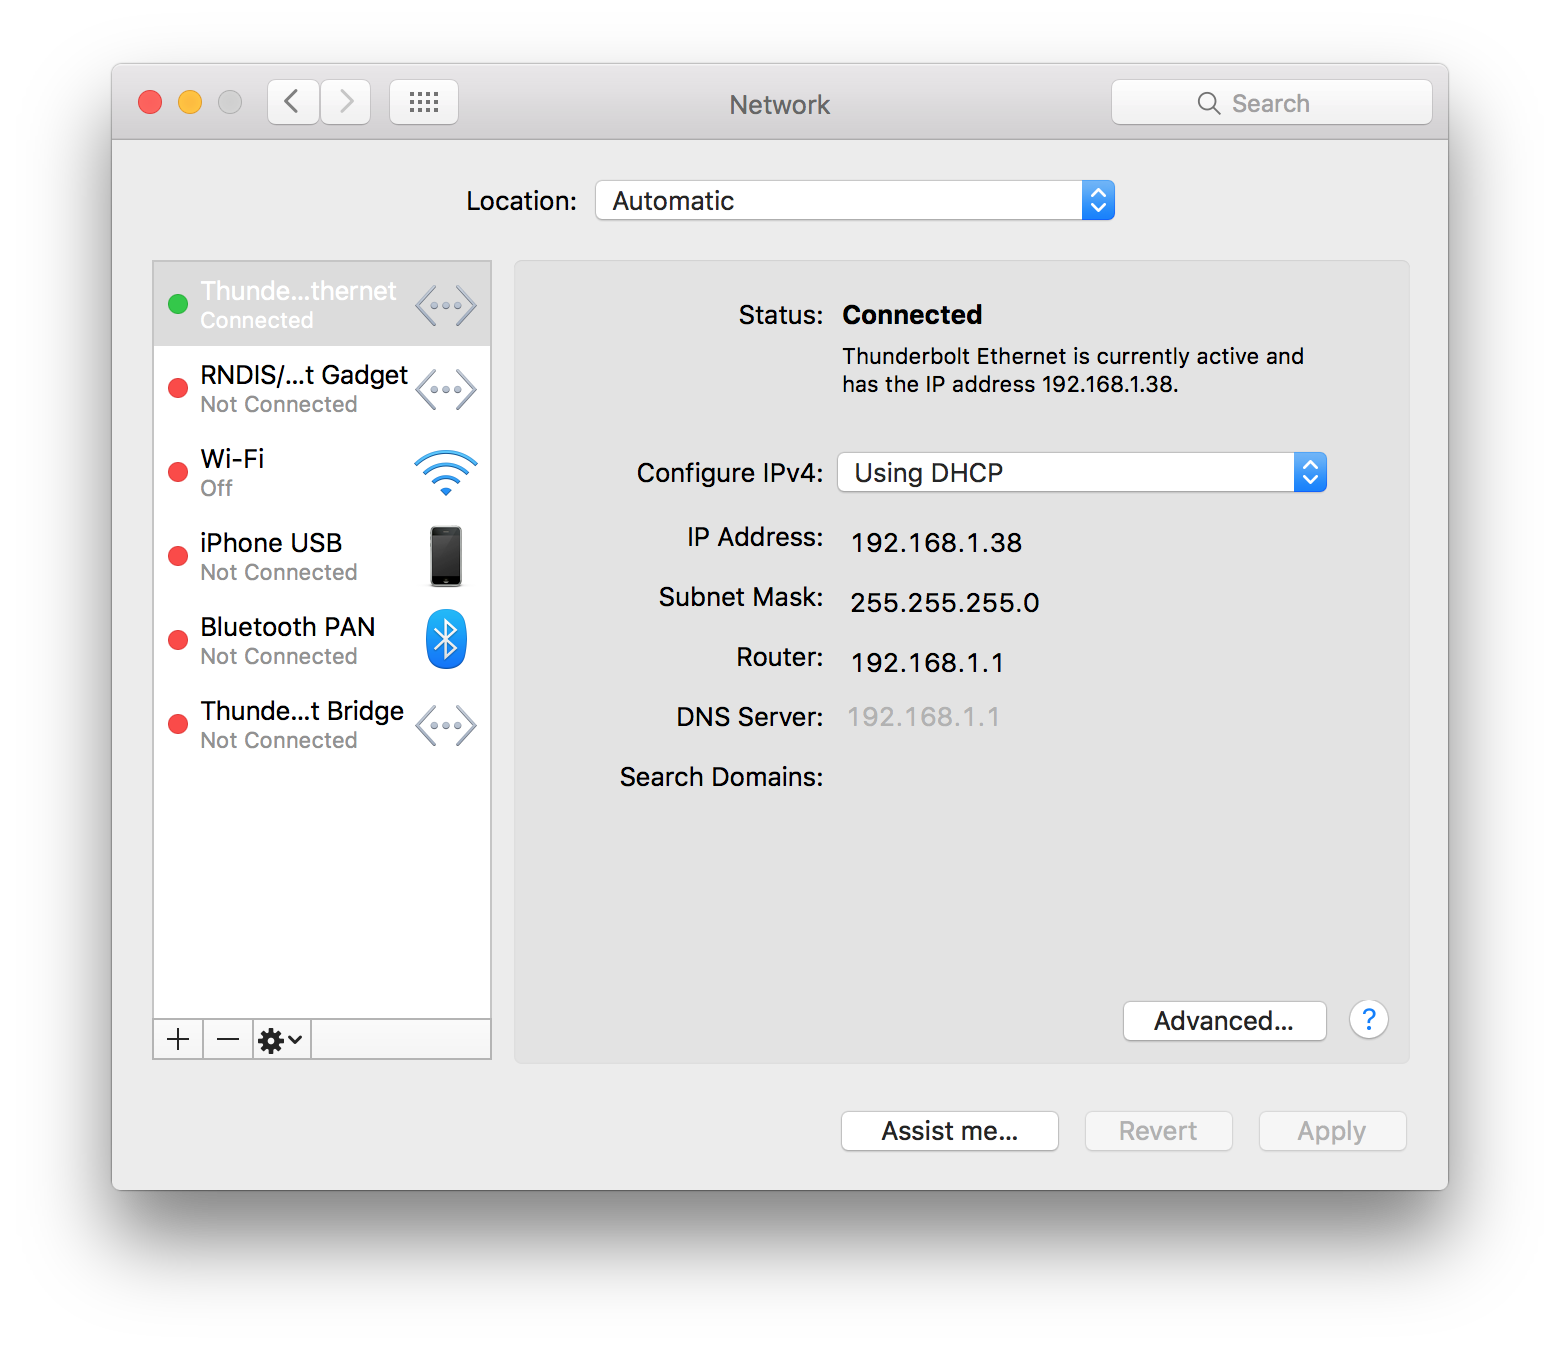 Network
Search
Location: Automatic
Thunde...thernet
Connected
RNDIS/...t Gadget
Not Connected
Wi-Fi
Off
iPhone USB
Not Connected
Bluetooth PAN
Not Connected
Thunde...t Bridge
Not Connected
Status: Connected
Thunderbolt Ethernet is currently active and
has the IP address 192.168.1.38.
Configure IPv4: Using DHCP
IP Address: 192.168.1.38
Subnet Mask: 255.255.255.0
Router: 192.168.1.1
DNS Server: 192.168.1.1
Search Domains:
Advanced... ?
Assist me... Revert Apply